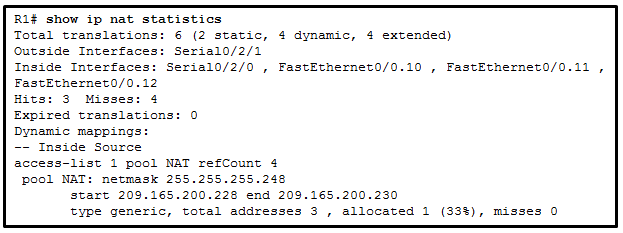 R1# show ip nat statistics
Total translations: 6 (2 static, 4 dynamic, 4 extended)
Outside Interfaces: Serial0/2/1
Inside Interfaces: Serial0/2/0 , FastEthernet0/0.10 , FastEthernet0/0.11 ,
FastEthernet0/0.12
Hits: 3  Misses: 4
Expired translations: 0
Dynamic mappings:
-- Inside Source
access-list 1 pool NAT refCount 4
 pool NAT: netmask 255.255.255.248
       start 209.165.200.228 end 209.165.200.230
       type generic, total addresses 3 , allocated 1 (33%), misses 0